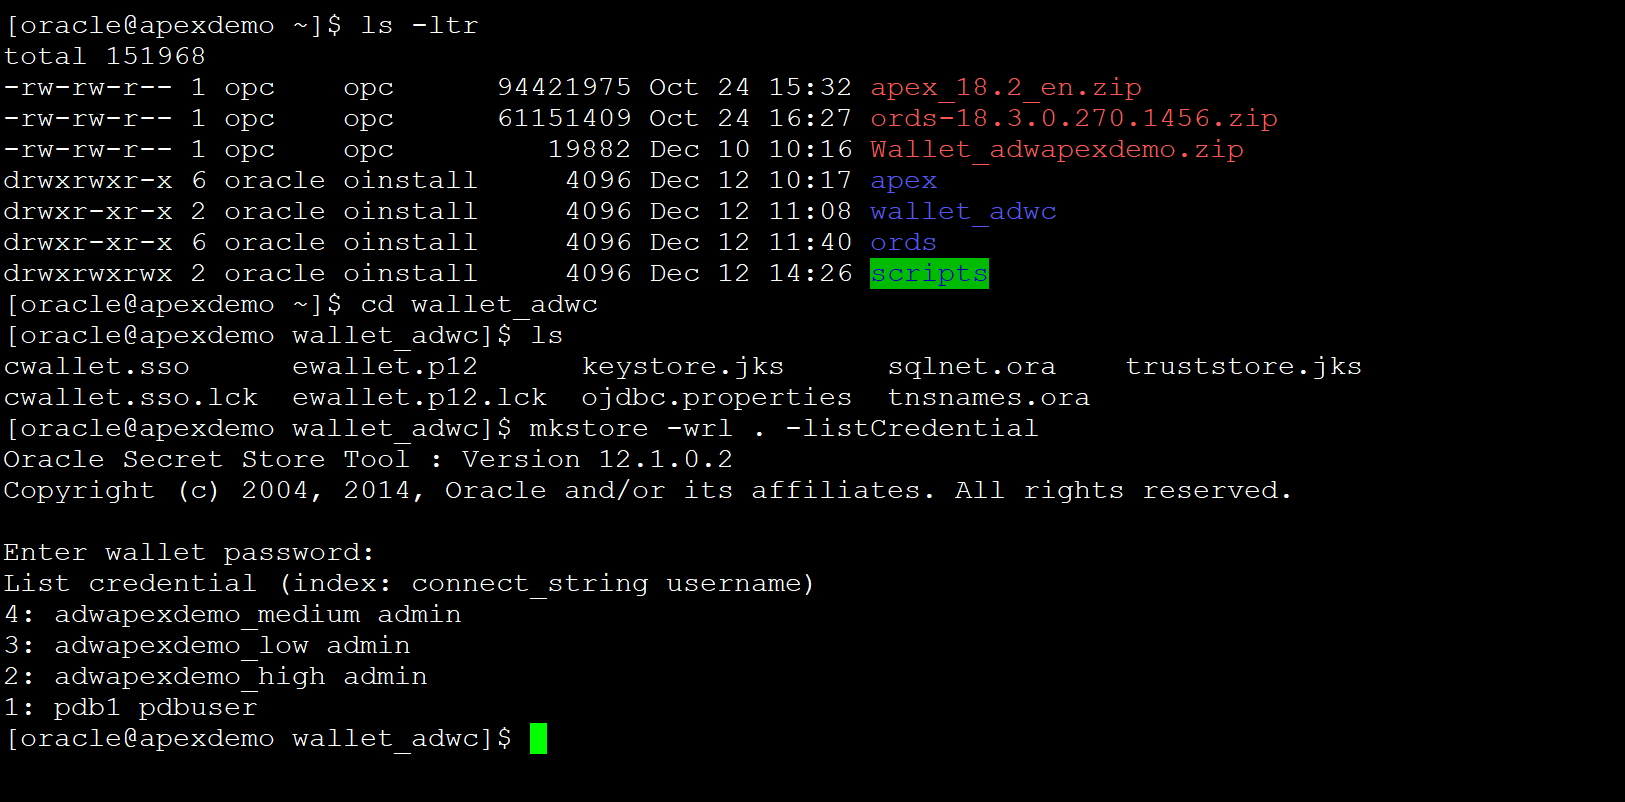 [oracle@apexdemo ~]$ ls -ltr
total 151968
-rw-rw-r-- 1 opc    opc      94421975 Oct 24 15:32 apex_18.2_en.zip
-rw-rw-r-- 1 opc    opc      61151409 Oct 24 16:27 ords-18.3.0.270.1456.zip
-rw-rw-r-- 1 opc    opc         19882 Dec 10 10:16 Wallet_adwapexdemo.zip
drwxrwxr-x 6 oracle oinstall     4096 Dec 12 10:17 apex
drwxr-xr-x 2 oracle oinstall     4096 Dec 12 11:08 wallet_adwc
drwxr-xr-x 6 oracle oinstall     4096 Dec 12 11:40 ords
drwxrwxrwx 2 oracle oinstall     4096 Dec 12 14:26 scripts
[oracle@apexdemo ~]$ cd wallet_adwc
[oracle@apexdemo wallet_adwc]$ ls
cwallet.sso      ewallet.p12      keystore.jks      sqlnet.ora    truststore.jks
cwallet.sso.lck  ewallet.p12.lck  ojdbc.properties  tnsnames.ora
[oracle@apexdemo wallet_adwc]$ mkstore -wrl . -listCredential
Oracle Secret Store Tool : Version 12.1.0.2
Copyright (c) 2004, 2014, Oracle and/or its affiliates. All rights reserved.

Enter wallet password:
List credential (index: connect_string username)
4: adwapexdemo_medium admin
3: adwapexdemo_low admin
2: adwapexdemo_high admin
1: pdb1 pdbuser
[oracle@apexdemo wallet_adwc]$